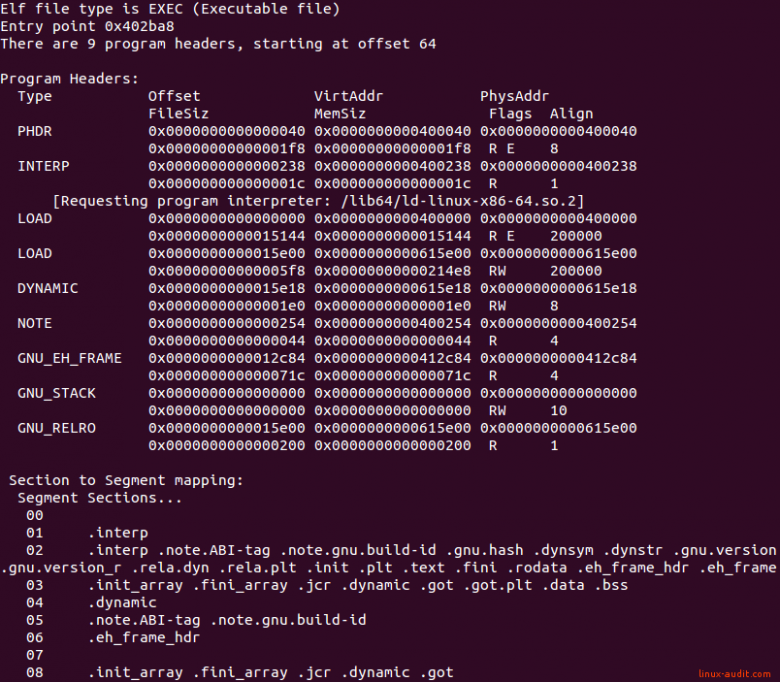 Elf file type is EXEC (Executable file)
Entry point 0x402ba8
There are 9 program headers, starting at offset 64
Program Headers:
  Type           Offset             VirtAddr           PhysAddr
                 FileSiz            MemSiz              Flags  Align
  PHDR           0x0000000000000040 0x0000000000400040 0x0000000000400040
                 0x00000000000001f8 0x00000000000001f8  R E    8
  INTERP         0x0000000000000238 0x0000000000400238 0x0000000000400238
                 0x000000000000001c 0x000000000000001c  R      1
      [Requesting program interpreter: /lib64/ld-linux-x86-64.so.2]
  LOAD           0x0000000000000000 0x0000000000400000 0x0000000000400000
                 0x0000000000015144 0x0000000000015144  R E    200000
  LOAD           0x0000000000015e00 0x0000000000615e00 0x0000000000615e00
                 0x00000000000005f8 0x00000000000214e8  RW     200000
  DYNAMIC        0x0000000000015e18 0x0000000000615e18 0x0000000000615e18
                 0x00000000000001e0 0x00000000000001e0  RW     8
  NOTE           0x0000000000000254 0x0000000000400254 0x0000000000400254
                 0x0000000000000044 0x0000000000000044  R      4
  GNU_EH_FRAME   0x0000000000012c84 0x0000000000412c84 0x0000000000412c84
                 0x000000000000071c 0x000000000000071c  R      4
  GNU_STACK      0x0000000000000000 0x0000000000000000 0x0000000000000000
                 0x0000000000000000 0x0000000000000000  RW     10
  GNU_RELRO      0x0000000000015e00 0x0000000000615e00 0x0000000000615e00
                 0x0000000000000200 0x0000000000000200  R      1
 Section to Segment mapping:
  Segment Sections...
   00
   01     .interp
   02     .interp .note.ABI-tag .note.gnu.build-id .gnu.hash .dynsym .dynstr .gnu.version
.gnu.version_r .rela.dyn .rela.plt .init .plt .text .fini .rodata .eh_frame_hdr .eh_frame
   03     .init_array .fini_array .jcr .dynamic .got .got.plt .data .bss
   04     .dynamic
   05     .note.ABI-tag .note.gnu.build-id
   06     .eh_frame_hdr
   07
   08     .init_array .fini_array .jcr .dynamic .got
linux-audit.com